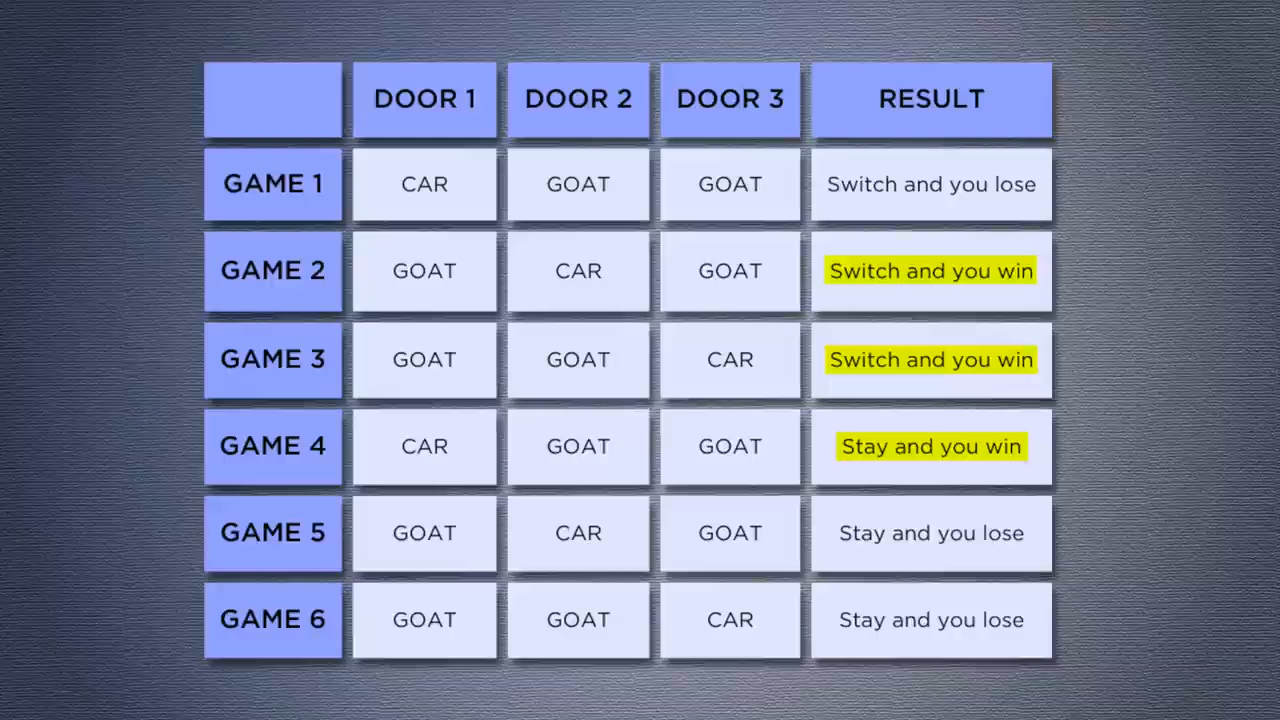 DOOR 1 DOOR 2 DOOR 3 RESULT
GAME 1 CAR GOAT GOAT Switch and you lose
GAME 2 GOAT CAR GOAT Switch and you win
GAME 3 GOAT GOAT CAR Switch and you win
GAME 4 CAR GOAT GOAT Stay and you win
GAME 5 GOAT CAR GOAT Stay and you lose
GAME 6 GOAT GOAT CAR Stay and you lose